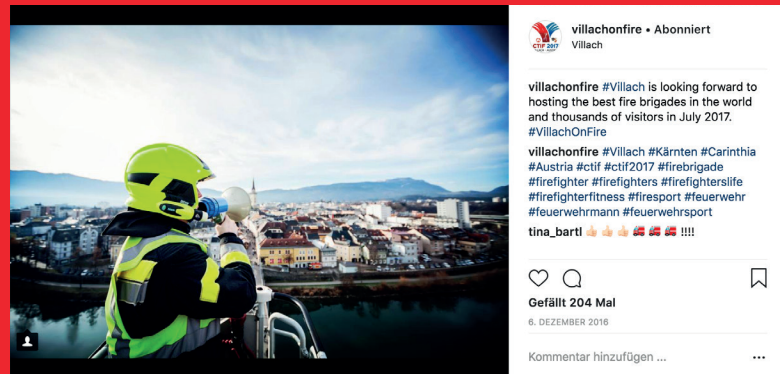 villachonfire • Abonniert
Villach
CTIF 2017
villachonfire #Villach is looking forward to
hosting the best fire brigades in the world
and thousands of visitors in July 2017.
#VillachOnFire
villachonfire #Villach #Kärnten #Carinthia
#Austria #ctif #ctif2017 #firebrigade
#firefighter #firefighters #firefighterslife
#firefighterfitness #firesport #feuerwehr
#feuerwehrmann #feuerwehrsport
tina_bartl 👍🏻 👍🏻 👍🏻 🚒 🚒 🚒 !!!!
Gefällt 204 Mal
6. DEZEMBER 2016
Kommentar hinzufügen ...